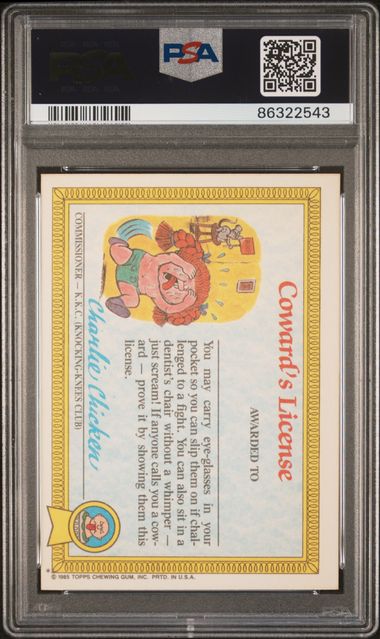 PSA
PSA
86322543
Coward's License
AWARDED TO
You may carry eye-glasses in your
pocket so you can slip them on if chal-
lenged to a fight. You can also sit in a
dentist's chair without a whimper —
just scream! If anyone calls you a cow-
ard — prove it by showing them this
license.
Charlie Chicken
COMMISSIONER — K.K.C. (KNOCKING-KNEES CLUB)
* © 1985 TOPPS CHEWING GUM, INC. PRTD. IN U.S.A.